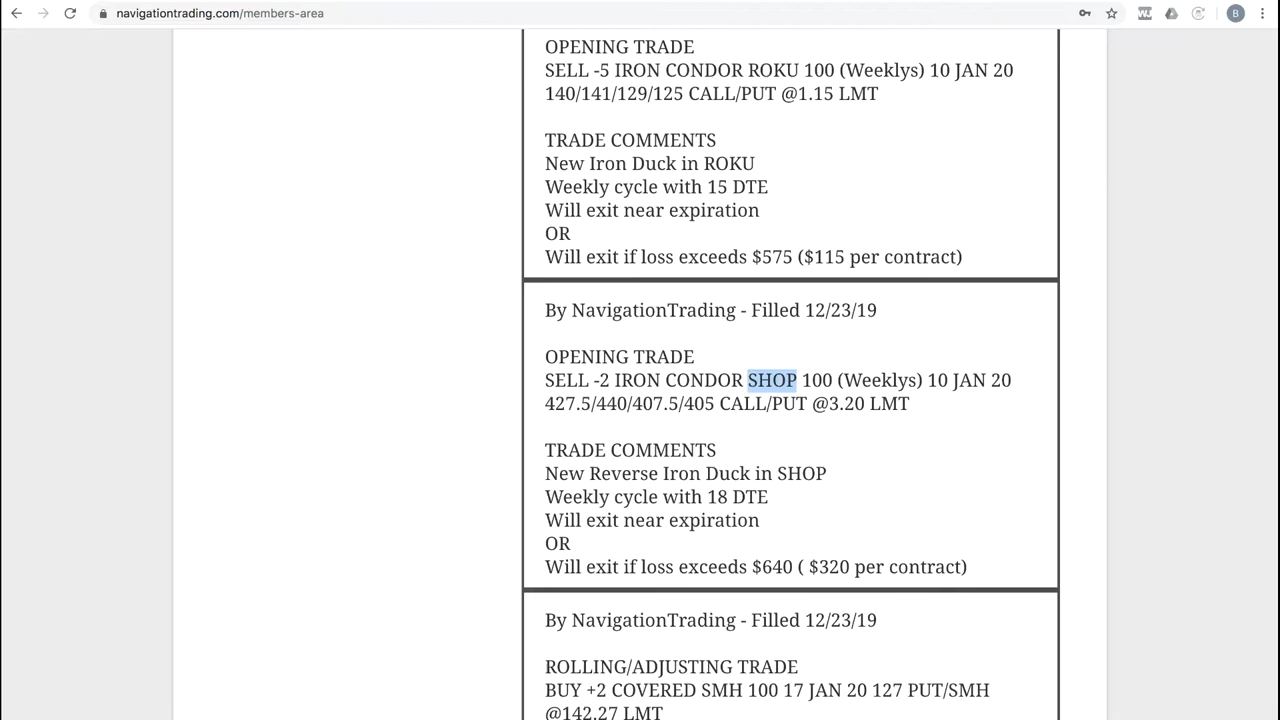 navigationtrading.com/members-area
B
OPENING TRADE
SELL -5 IRON CONDOR ROKU 100 (Weeklys) 10 JAN 20
140/141/129/125 CALL/PUT @1.15 LMT
TRADE COMMENTS
New Iron Duck in ROKU
Weekly cycle with 15 DTE
Will exit near expiration
OR
Will exit if loss exceeds $575 ($115 per contract)
By NavigationTrading - Filled 12/23/19
OPENING TRADE
SELL -2 IRON CONDOR SHOP 100 (Weeklys) 10 JAN 20
427.5/440/407.5/405 CALL/PUT @3.20 LMT
TRADE COMMENTS
New Reverse Iron Duck in SHOP
Weekly cycle with 18 DTE
Will exit near expiration
OR
Will exit if loss exceeds $640 ( $320 per contract)
By NavigationTrading - Filled 12/23/19
ROLLING/ADJUSTING TRADE
BUY +2 COVERED SMH 100 17 JAN 20 127 PUT/SMH
@142.27 LMT